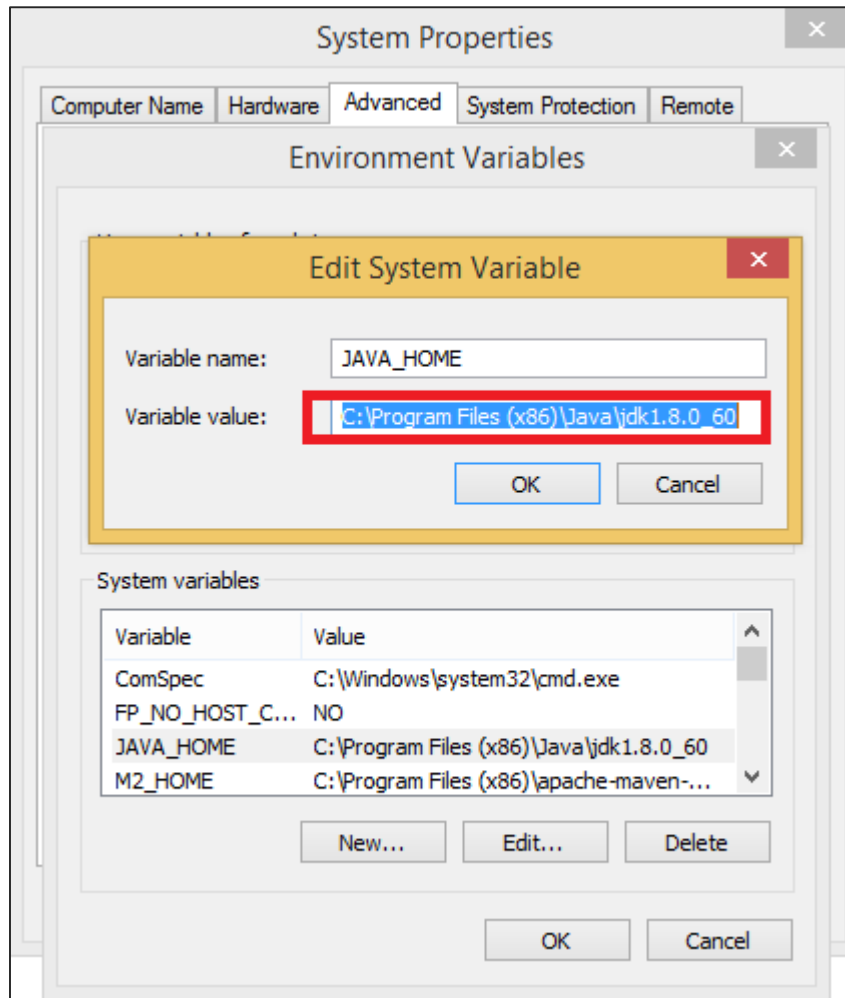 System Properties
Computer Name Hardware Advanced System Protection Remote
Environment Variables
Edit System Variable
Variable name: JAVA_HOME
Variable value: C:\Program Files (x86)\Java\jdk1.8.0_60
OK Cancel
System variables
Variable Value
ComSpec C:\Windows\system32\cmd.exe
FP_NO_HOST_C... NO
JAVA_HOME C:\Program Files (x86)\Java\jdk1.8.0_60
M2_HOME C:\Program Files (x86)\apache-maven-...
New... Edit... Delete
OK Cancel